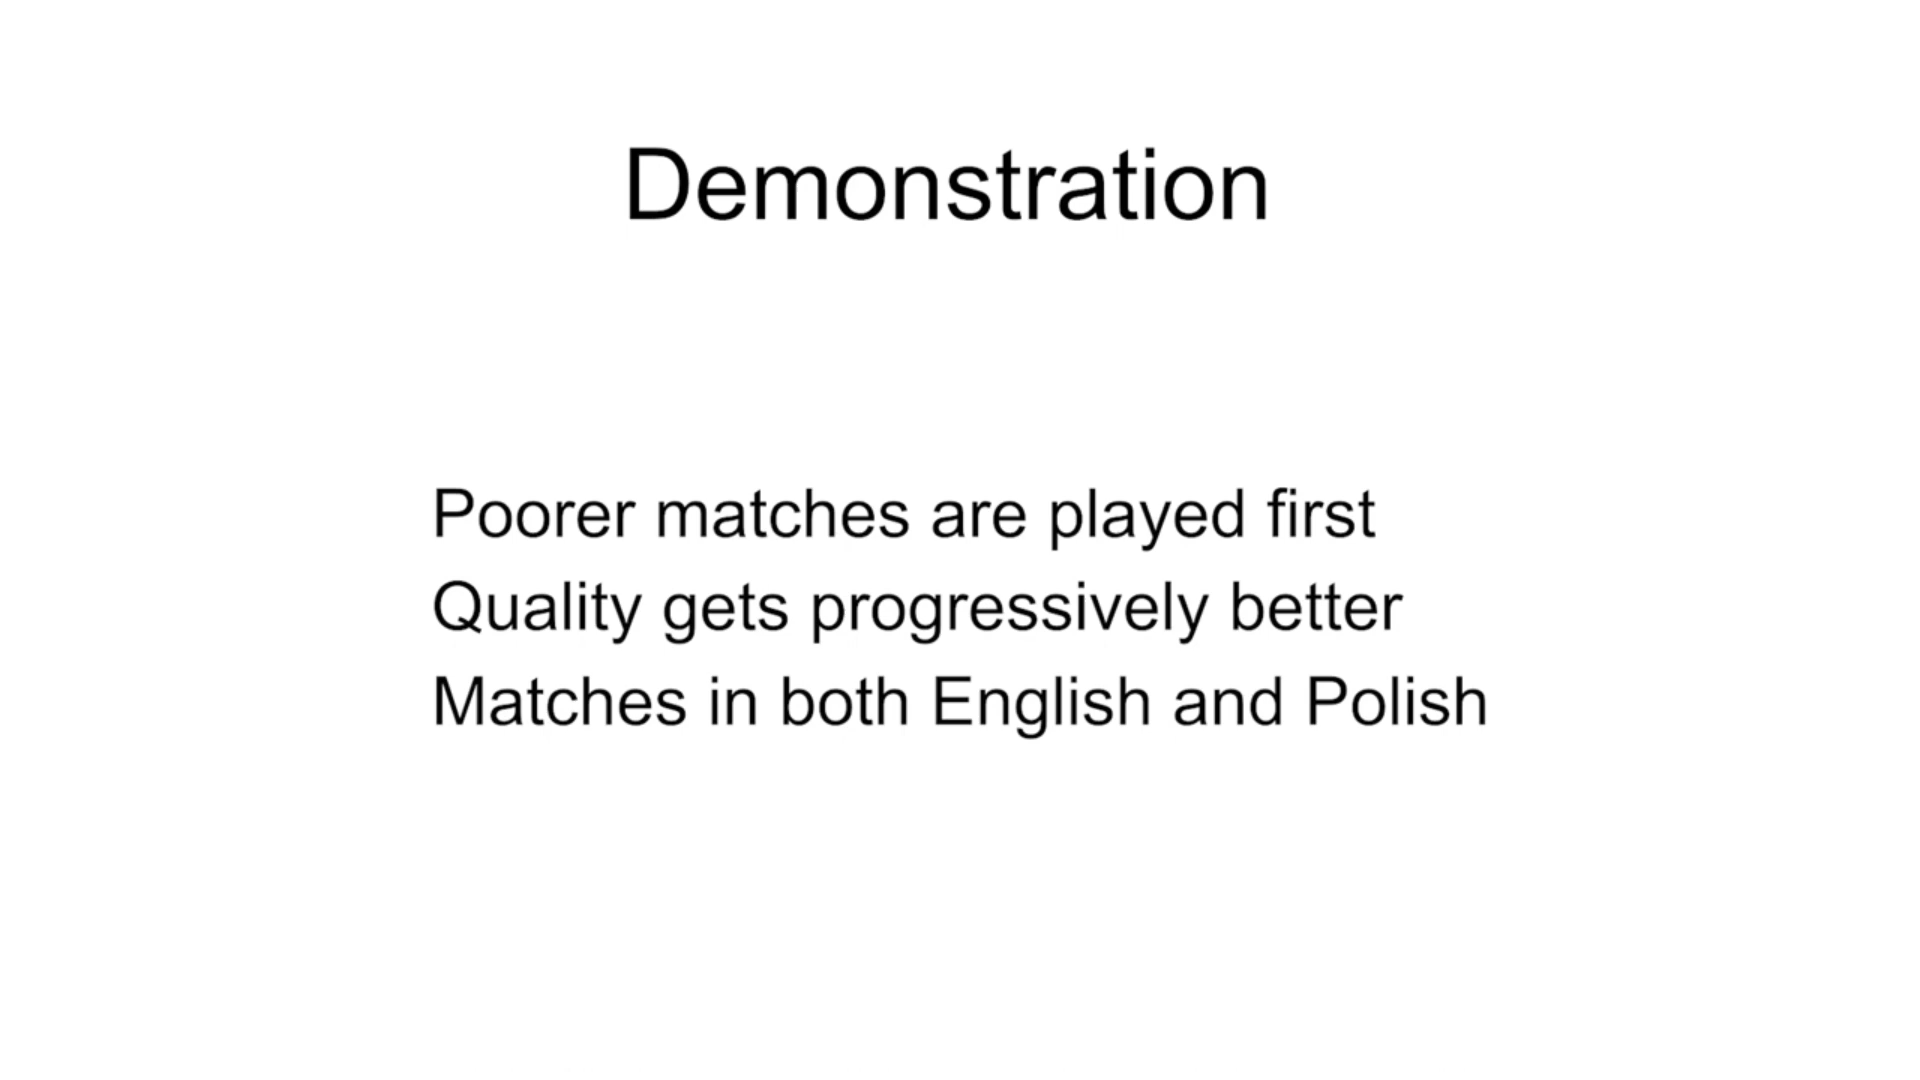 Demonstration
Poorer matches are played first
Quality gets progressively better
Matches in both English and Polish